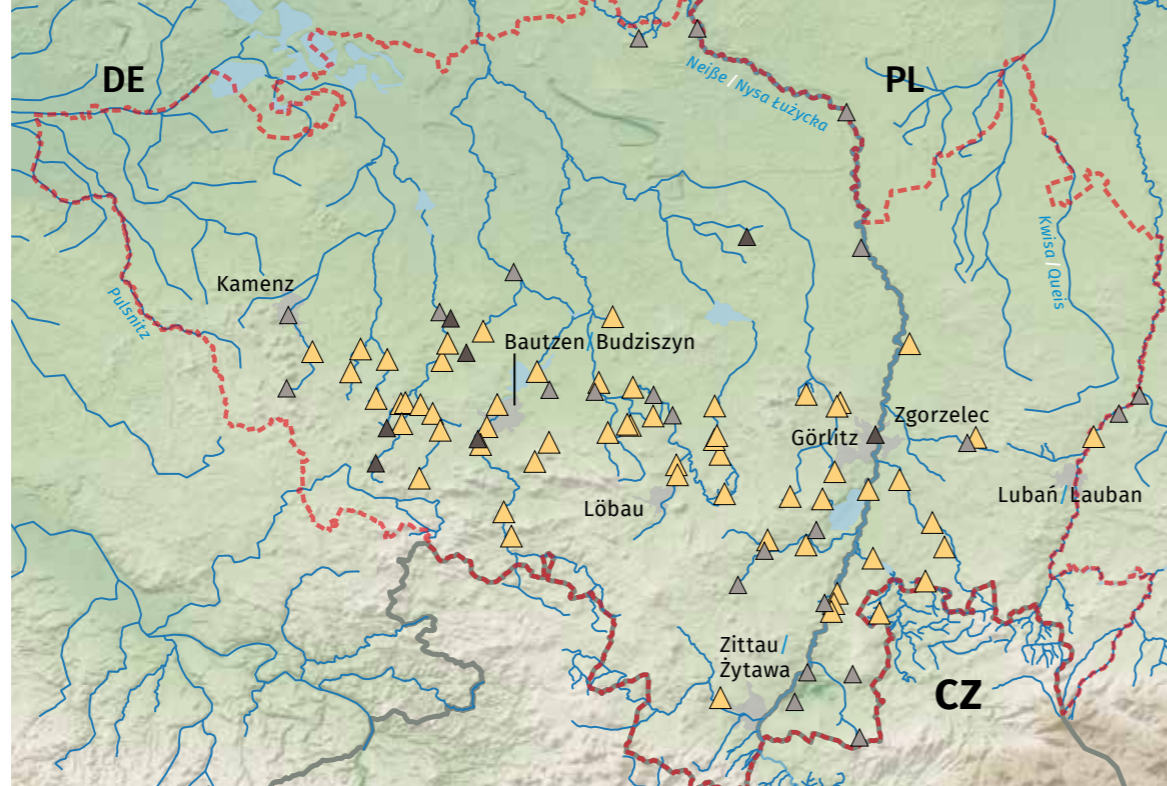 DE
PL
Neiße/Nysa Łużycka
Kwisa/Queis
Kamenz
Pulsnitz
Bautzen/Budziszyn
Zgorzelec
Görlitz
Lubań/Lauban
Löbau
Zittau/
Żytawa
CZ